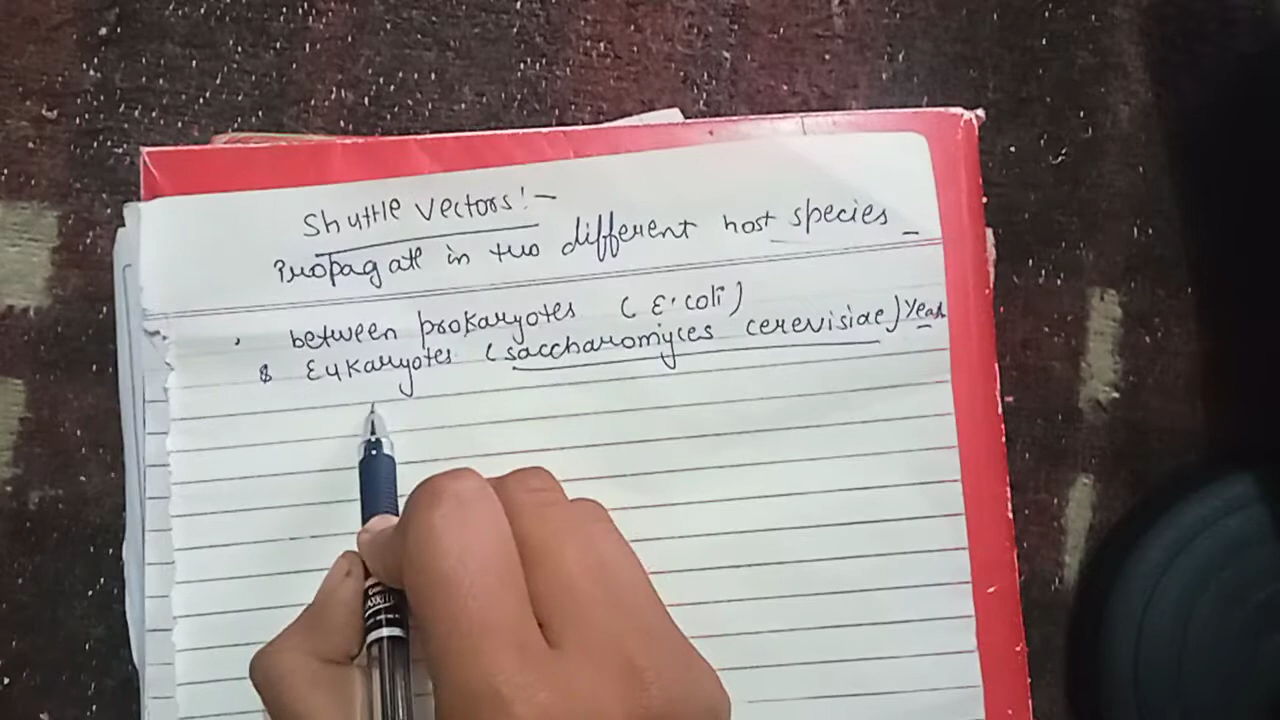 Shuttle Vectors:-
Propagate in two different host species
between prokaryotes (E.coli)
& Eukaryotes (saccharomyces cerevisiae) Yeast